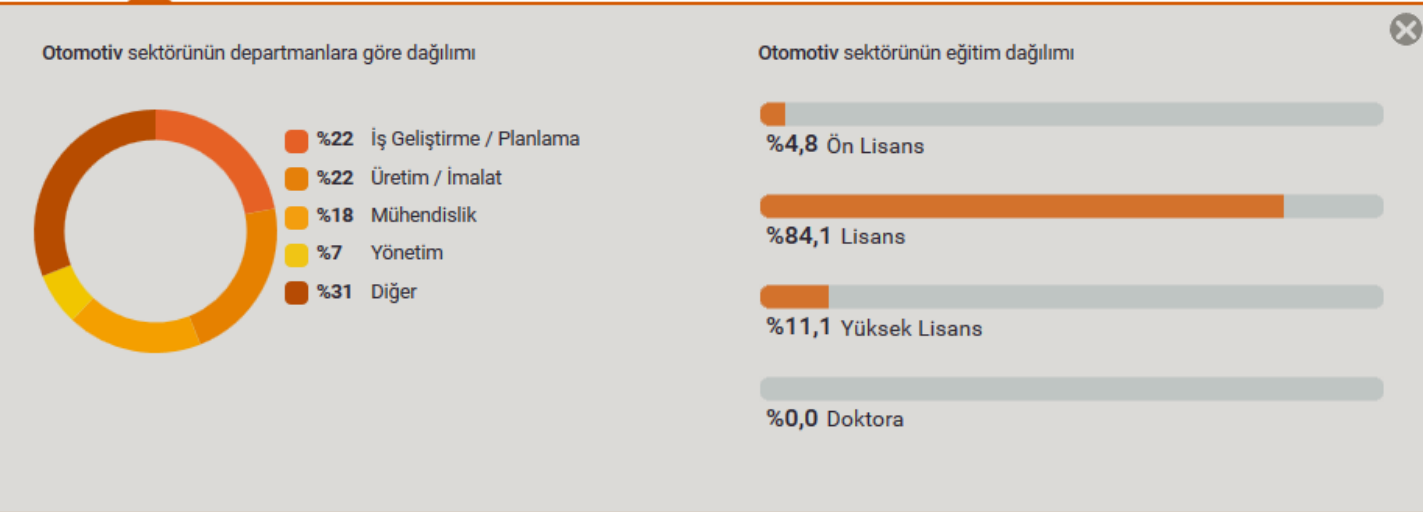 Otomotiv sektörünün departmanlara göre dağılımı
%22 İş Geliştirme / Planlama
%22 Üretim / İmalat
%18 Mühendislik
%7 Yönetim
%31 Diğer
Otomotiv sektörünün eğitim dağılımı
%4,8 Ön Lisans
%84,1 Lisans
%11,1 Yüksek Lisans
%0,0 Doktora